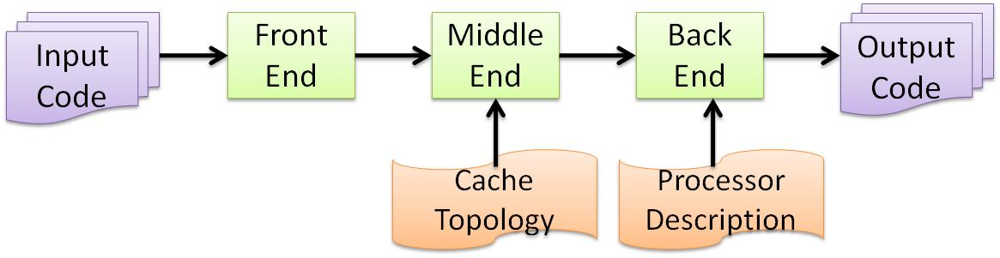 Input
Code
Front
End
Middle
End
Back
End
Output
Code
Cache
Topology
Processor
Description